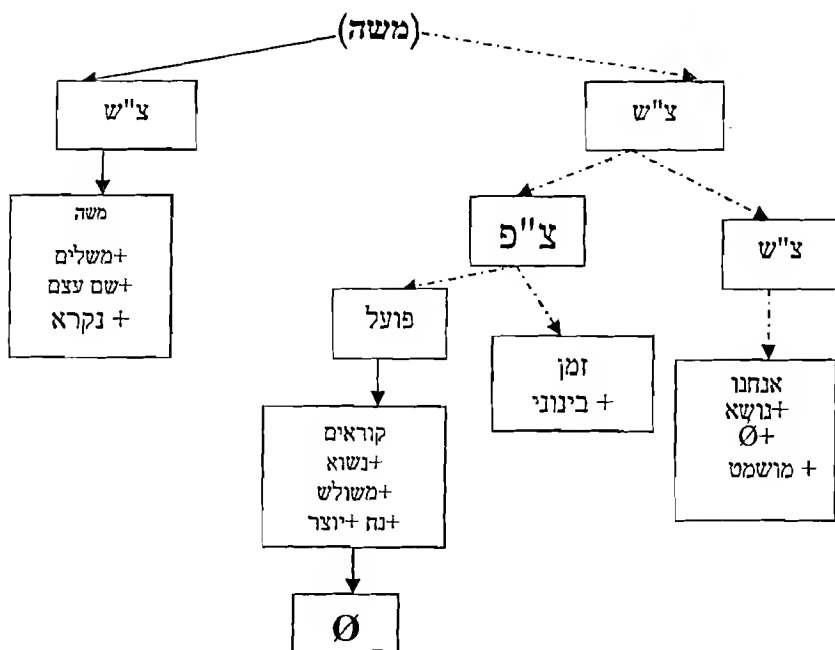 (משה)
צ"ש
צ"ש
צ"פ
צ"ש
משה
+משלים
+שם עצם
+ נקרא
פועל
זמן
+ בינוני
אנחנו
+נושא
+Ø
+ מושמט
קוראים
+נשוא
+משולש
+נח +יוצר
Ø